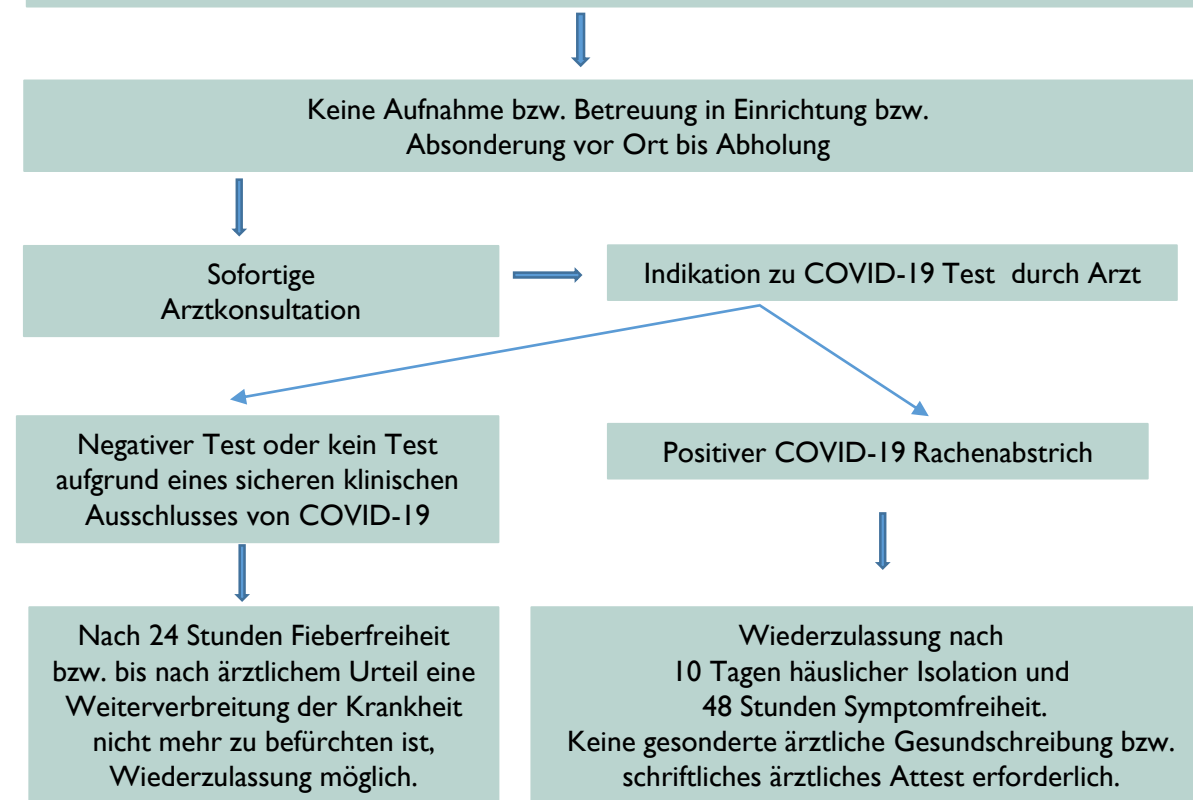 Keine Aufnahme bzw. Betreuung in Einrichtung bzw.
Absonderung vor Ort bis Abholung
Sofortige
Arztkonsultation
Indikation zu COVID-19 Test  durch Arzt
Negativer Test oder kein Test
aufgrund eines sicheren klinischen
Ausschlusses von COVID-19
Positiver COVID-19 Rachenabstrich
Nach 24 Stunden Fieberfreiheit
bzw. bis nach ärztlichem Urteil eine
Weiterverbreitung der Krankheit
nicht mehr zu befürchten ist,
Wiederzulassung möglich.
Wiederzulassung nach
10 Tagen häuslicher Isolation und
48 Stunden Symptomfreiheit.
Keine gesonderte ärztliche Gesundschreibung bzw.
schriftliches ärztliches Attest erforderlich.